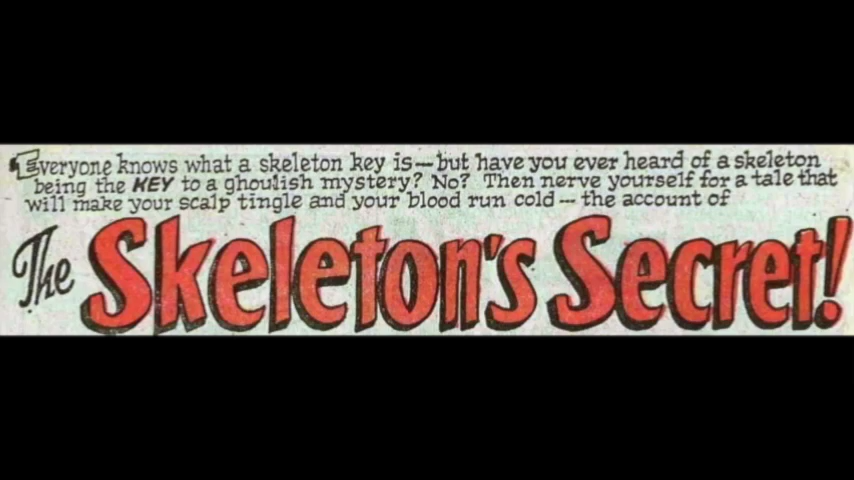 Everyone knows what a skeleton key is—but have you ever heard of a skeleton
being the KEY to a ghoulish mystery? No? Then nerve yourself for a tale that
will make your scalp tingle and your blood run cold -- the account of
The Skeleton's Secret!